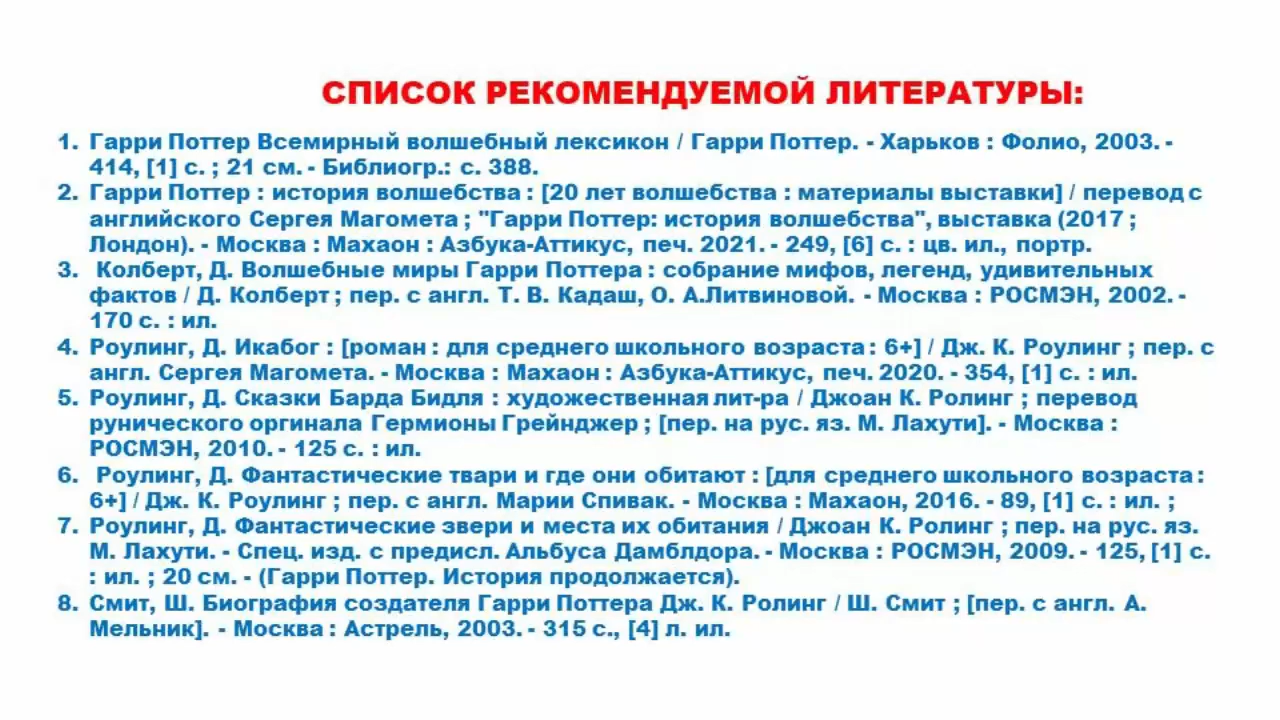 СПИСОК РЕКОМЕНДУЕМОЙ ЛИТЕРАТУРЫ:
1. Гарри Поттер Всемирный волшебный лексикон / Гарри Поттер. - Харьков : Фолио, 2003. -
414, [1] с. ; 21 см. - Библиогр.: с. 388.
2. Гарри Поттер : история волшебства : [20 лет волшебства : материалы выставки] / перевод с
английского Сергея Магомета ; "Гарри Поттер: история волшебства", выставка (2017 ;
Лондон). - Москва : Махаон : Азбука-Аттикус, печ. 2021. - 249, [6] с. : цв. ил., портр.
3. Колберт, Д. Волшебные миры Гарри Поттера : собрание мифов, легенд, удивительных
фактов / Д. Колберт ; пер. с англ. Т. В. Кадаш, О. А.Литвиновой. - Москва : РОСМЭН, 2002. -
170 с. : ил.
4. Роулинг, Д. Икабог : [роман : для среднего школьного возраста : 6+] / Дж. К. Роулинг ; пер. с
англ. Сергея Магомета. - Москва : Махаон : Азбука-Аттикус, печ. 2020. - 354, [1] с. : ил.
5. Роулинг, Д. Сказки Барда Бидля : художественная лит-ра / Джоан К. Ролинг ; перевод
рунического оргинала Гермионы Грейнджер ; [пер. на рус. яз. М. Лахути]. - Москва :
РОСМЭН, 2010. - 125 с. : ил.
6. Роулинг, Д. Фантастические твари и где они обитают : [для среднего школьного возраста :
6+] / Дж. К. Роулинг ; пер. с англ. Марии Спивак. - Москва : Махаон, 2016. - 89, [1] с. : ил. ;
7. Роулинг, Д. Фантастические звери и места их обитания / Джоан К. Ролинг ; пер. на рус. яз.
М. Лахути. - Спец. изд. с предисл. Альбуса Дамблдора. - Москва : РОСМЭН, 2009. - 125, [1] с.
: ил. ; 20 см. - (Гарри Поттер. История продолжается).
8. Смит, Ш. Биография создателя Гарри Поттера Дж. К. Ролинг / Ш. Смит ; [пер. с англ. А.
Мельник]. - Москва : Астрель, 2003. - 315 с., [4] л. ил.